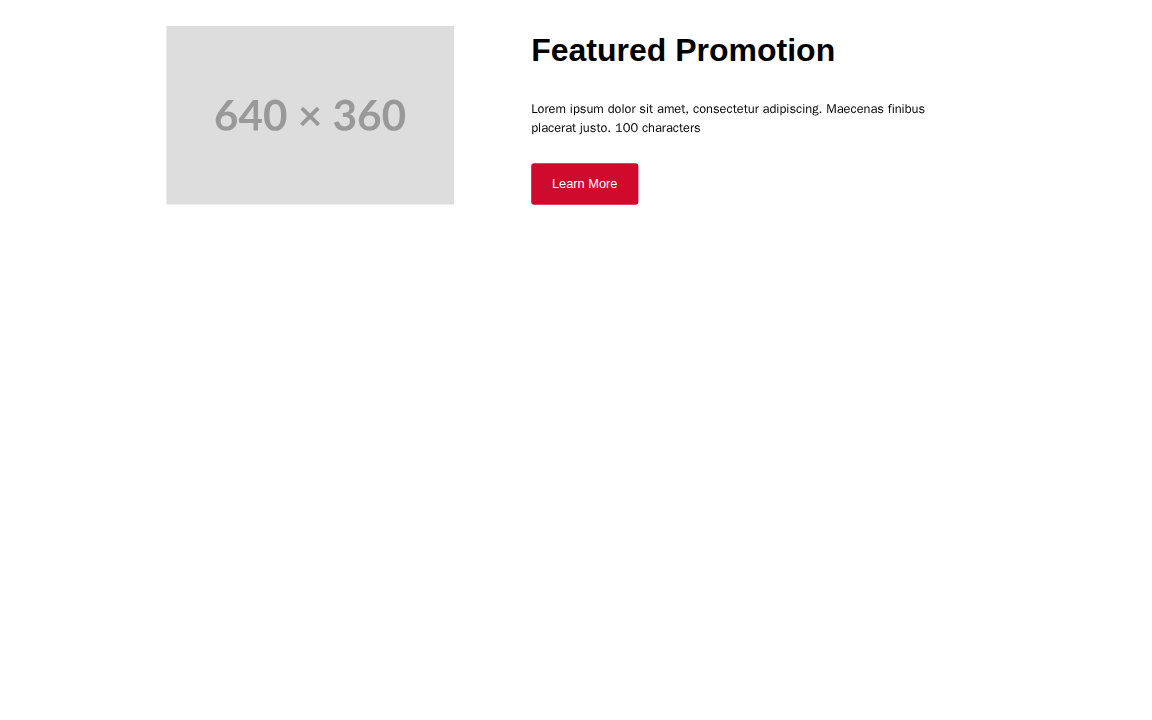 640 × 360
Featured Promotion
Lorem ipsum dolor sit amet, consectetur adipiscing. Maecenas finibus
placerat justo. 100 characters
Learn More